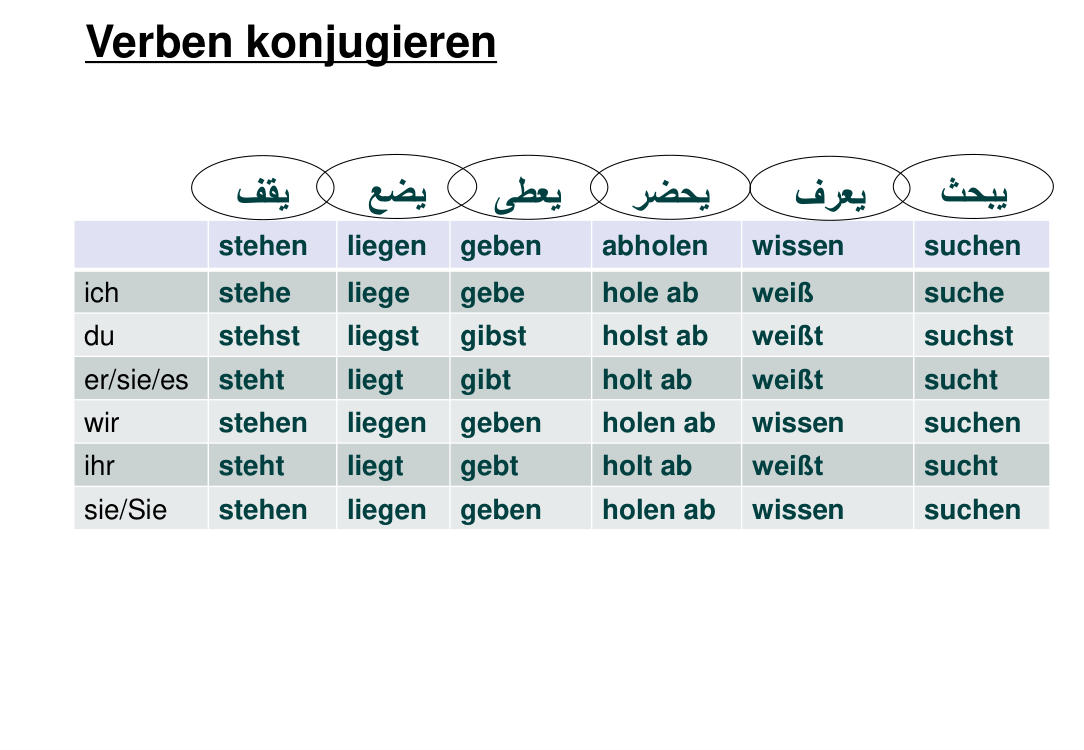 Verben konjugieren
يقف يضع يعطى يحضر يعرف يبحث
stehen liegen geben abholen wissen suchen
ich stehe liege gebe hole ab weiß suche
du stehst liegst gibst holst ab weißt suchst
er/sie/es steht liegt gibt holt ab weißt sucht
wir stehen liegen geben holen ab wissen suchen
ihr steht liegt gebt holt ab weißt sucht
sie/Sie stehen liegen geben holen ab wissen suchen